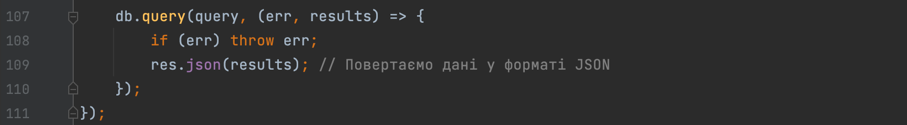 107 db.query(query, (err, results) => {
108 if (err) throw err;
109 res.json(results); // Повертаємо дані у форматі JSON
110 });
111 });